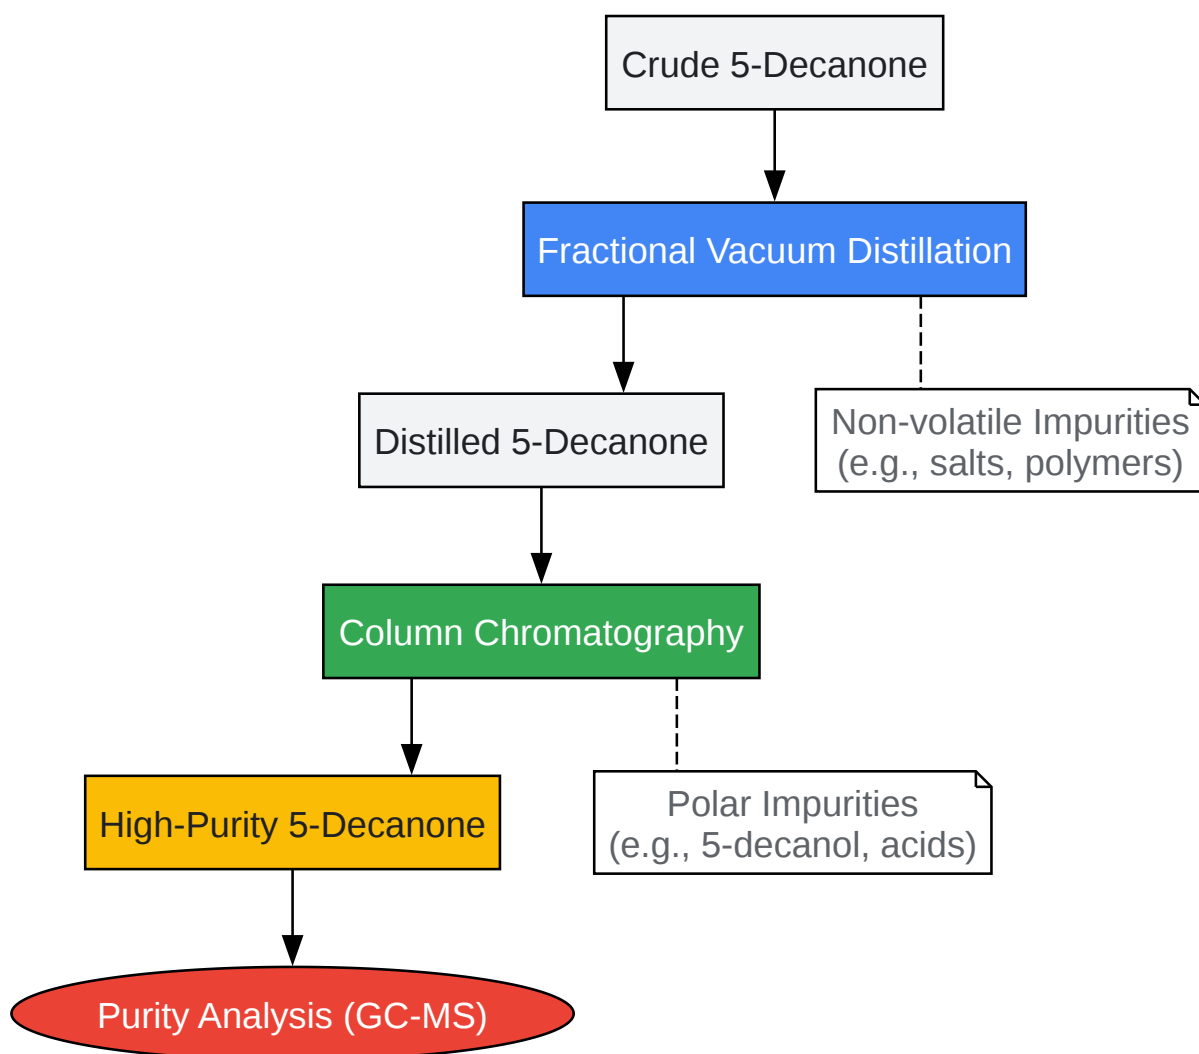 Crude 5-Decanone
Fractional Vacuum Distillation
Non-volatile Impurities
(e.g., salts, polymers)
Distilled 5-Decanone
Column Chromatography
Polar Impurities
(e.g., 5-decanol, acids)
High-Purity 5-Decanone
Purity Analysis (GC-MS)